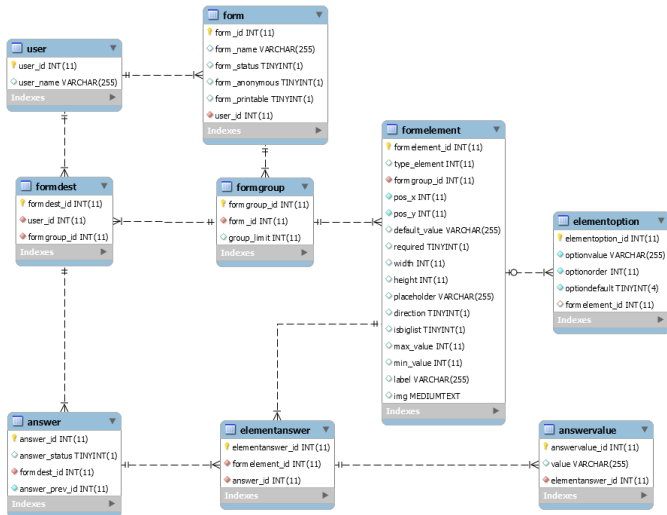 user
user_id INT(11)
user_name VARCHAR(255)
Indexes
form
form_id INT(11)
form_name VARCHAR(255)
form_status TINYINT(1)
form_anonymous TINYINT(1)
form_printable TINYINT(1)
user_id INT(11)
Indexes
formdest
formdest_id INT(11)
user_id INT(11)
formgroup_id INT(11)
Indexes
formgroup
formgroup_id INT(11)
form_id INT(11)
group_limit INT(11)
Indexes
formelement
formelement_id INT(11)
type_element INT(11)
formgroup_id INT(11)
pos_x INT(11)
pos_y INT(11)
default_value VARCHAR(255)
required TINYINT(1)
width INT(11)
height INT(11)
placeholder VARCHAR(255)
direction TINYINT(1)
isbiglist TINYINT(1)
max_value INT(11)
min_value INT(11)
label VARCHAR(255)
img MEDIUMTEXT
Indexes
elementoption
elementoption_id INT(11)
optionvalue VARCHAR(255)
optionorder INT(11)
optiondefault TINYINT(4)
formelement_id INT(11)
Indexes
answer
answer_id INT(11)
answer_status TINYINT(1)
formdest_id INT(11)
answer_prev_id INT(11)
Indexes
elementanswer
elementanswer_id INT(11)
formelement_id INT(11)
answer_id INT(11)
Indexes
answervalue
answervalue_id INT(11)
value VARCHAR(255)
elementanswer_id INT(11)
Indexes